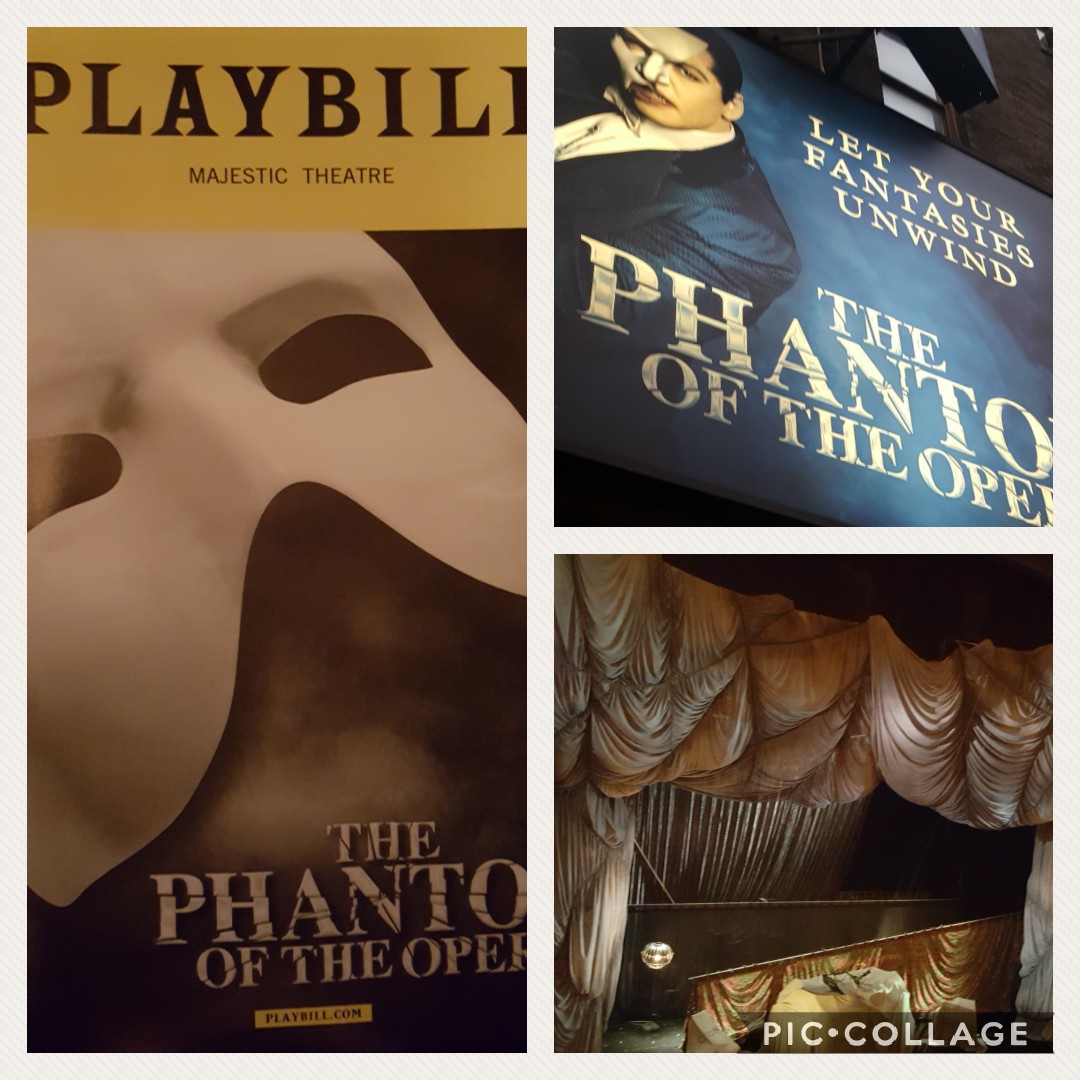 PLAYBILL
MAJESTIC THEATRE
THE
PHANTO
OF THE OPER
PLAYBILL.COM
LET YOUR
FANTASIES
UNWIND
THE
PHANTO
OF THE OPER
PIC•COLLAGE